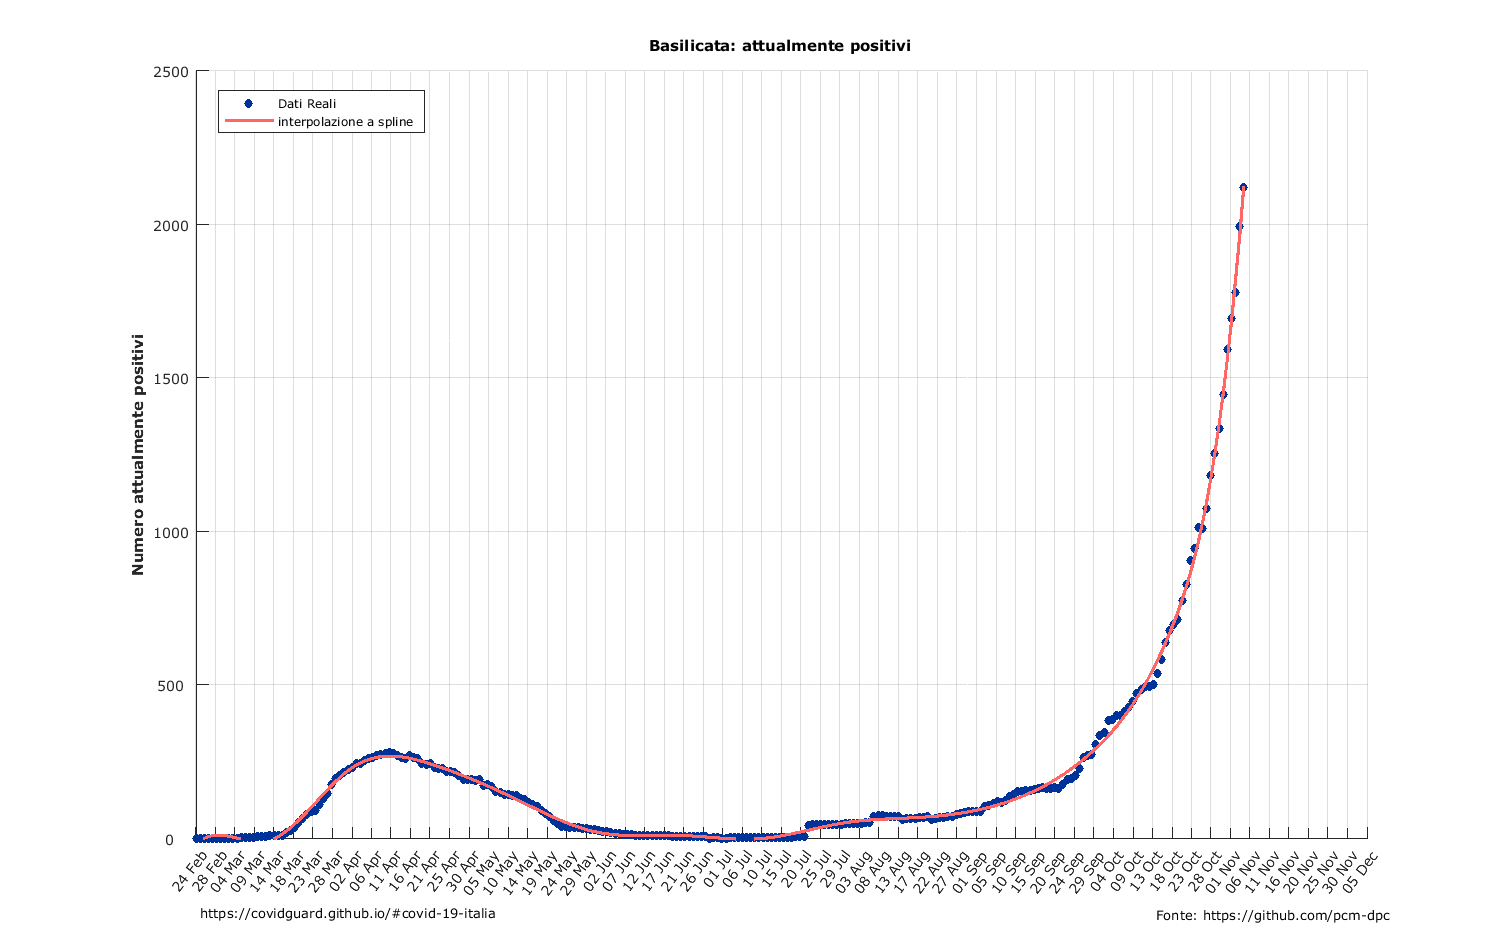 Basilicata: attualmente positivi
2500
2000
1500
1000
500
0
Numero attualmente positivi
Dati Reali
interpolazione a spline
24 Feb
28 Feb
04 Mar
09 Mar
14 Mar
18 Mar
23 Mar
28 Mar
02 Apr
06 Apr
11 Apr
16 Apr
21 Apr
25 Apr
30 Apr
05 May
10 May
14 May
19 May
24 May
29 May
02 Jun
07 Jun
12 Jun
17 Jun
21 Jun
26 Jun
01 Jul
06 Jul
10 Jul
15 Jul
20 Jul
25 Jul
29 Jul
03 Aug
08 Aug
13 Aug
17 Aug
22 Aug
27 Aug
01 Sep
05 Sep
10 Sep
15 Sep
20 Sep
24 Sep
29 Sep
04 Oct
09 Oct
13 Oct
18 Oct
23 Oct
28 Oct
01 Nov
06 Nov
11 Nov
16 Nov
20 Nov
25 Nov
30 Nov
05 Dec
https://covidguard.github.io/#covid-19-italia
Fonte: https://github.com/pcm-dpc